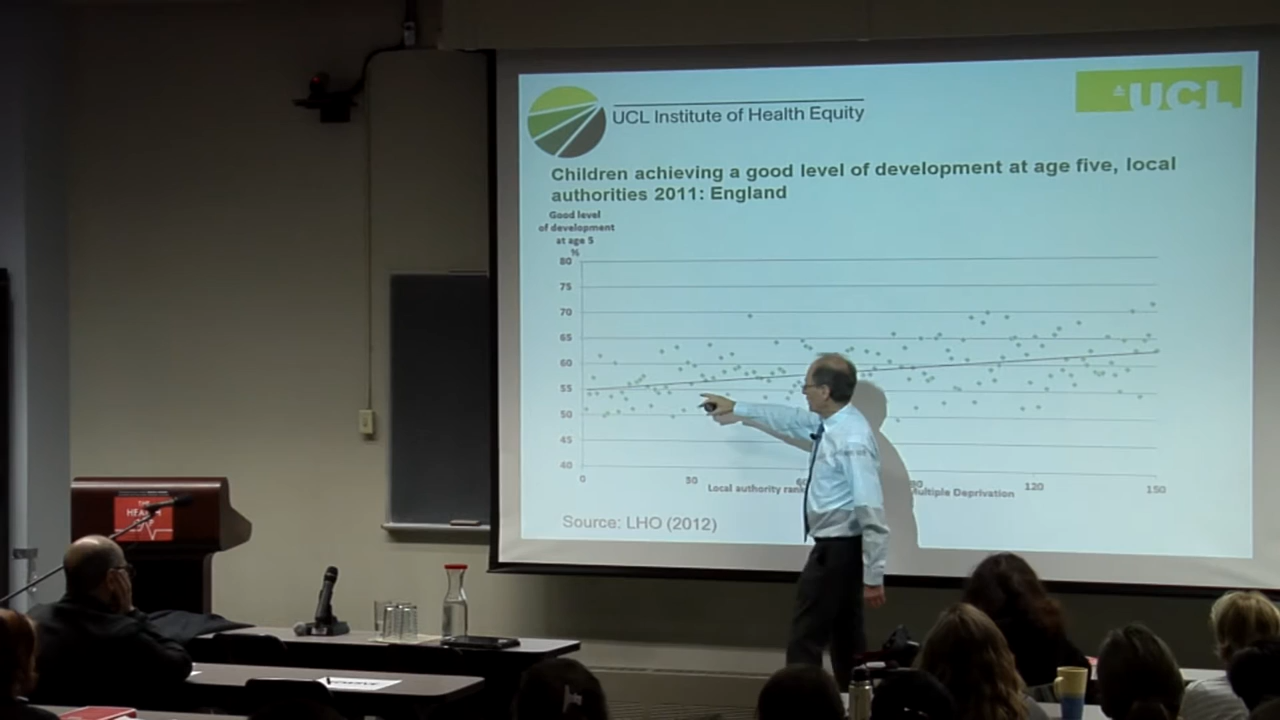 UCL Institute of Health Equity
UCL
Children achieving a good level of development at age five, local
authorities 2011: England
Good level
of development
at age 5
%
80
75
70
65
60
55
50
45
40
0
30
120
150
Local authority
Multiple Deprivation
Source: LHO (2012)
THE